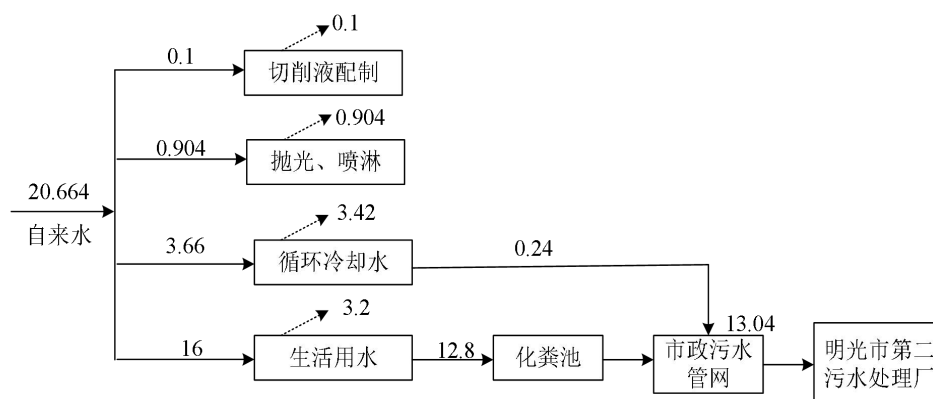 0.1
0.1
切削液配制
0.904
0.904
抛光、喷淋
20.664
自来水
3.42
3.66
循环冷却水
0.24
3.2
16
生活用水
12.8
化粪池
13.04
市政污水
管网
明光市第二
污水处理厂